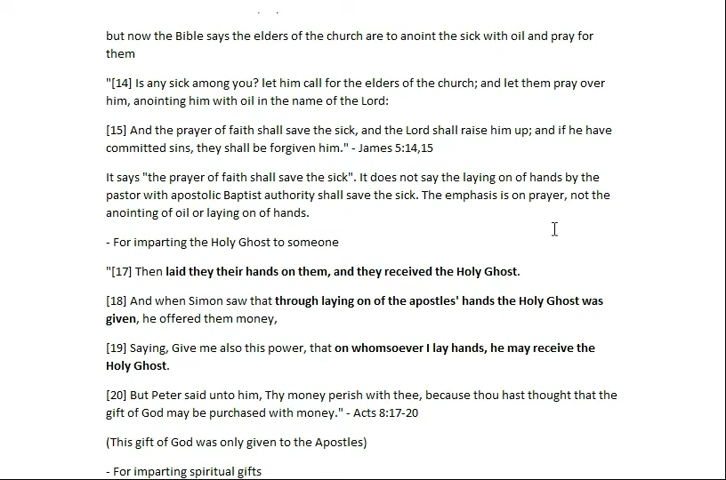 but now the Bible says the elders of the church are to anoint the sick with oil and pray for
them
"[14] Is any sick among you? let him call for the elders of the church; and let them pray over
him, anointing him with oil in the name of the Lord:
[15] And the prayer of faith shall save the sick, and the Lord shall raise him up; and if he have
committed sins, they shall be forgiven him." - James 5:14,15
It says "the prayer of faith shall save the sick". It does not say the laying on of hands by the
pastor with apostolic Baptist authority shall save the sick. The emphasis is on prayer, not the
anointing of oil or laying on of hands.
- For imparting the Holy Ghost to someone
"[17] Then laid they their hands on them, and they received the Holy Ghost.
[18] And when Simon saw that through laying on of the apostles' hands the Holy Ghost was
given, he offered them money,
[19] Saying, Give me also this power, that on whomsoever I lay hands, he may receive the
Holy Ghost.
[20] But Peter said unto him, Thy money perish with thee, because thou hast thought that the
gift of God may be purchased with money." - Acts 8:17-20
(This gift of God was only given to the Apostles)
- For imparting spiritual gifts